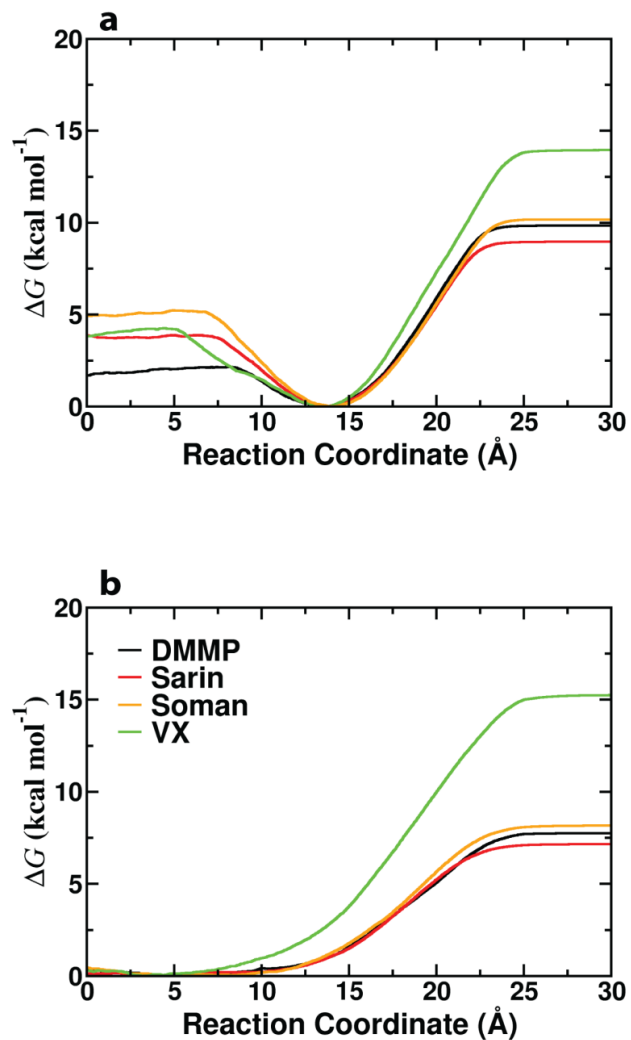 a
20
15
10
5
0
ΔG (kcal mol⁻¹)
0 5 10 15 20 25 30
Reaction Coordinate (Å)
b
20
15
10
5
0
ΔG (kcal mol⁻¹)
DMMP
Sarin
Soman
VX
0 5 10 15 20 25 30
Reaction Coordinate (Å)